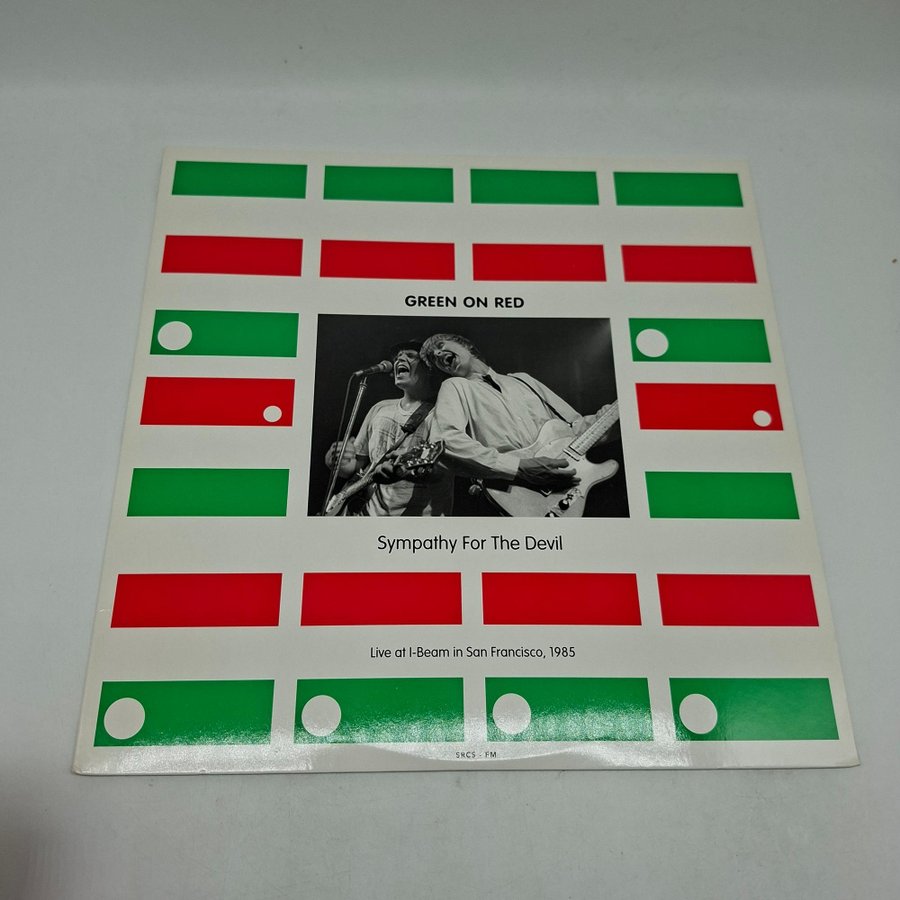 GREEN ON RED
Sympathy For The Devil
Live at I-Beam in San Francisco, 1985
SRCS - FM